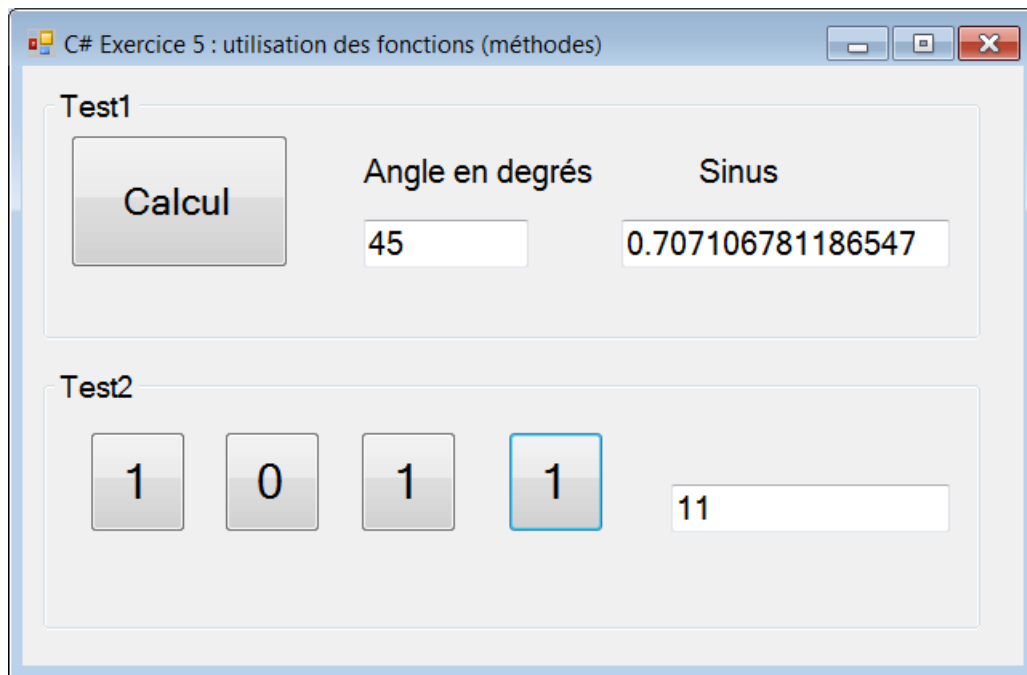 C# Exercice 5 : utilisation des fonctions (méthodes)
Test1
Calcul
Angle en degrés Sinus
45 0.707106781186547
Test2
1 0 1 1
11